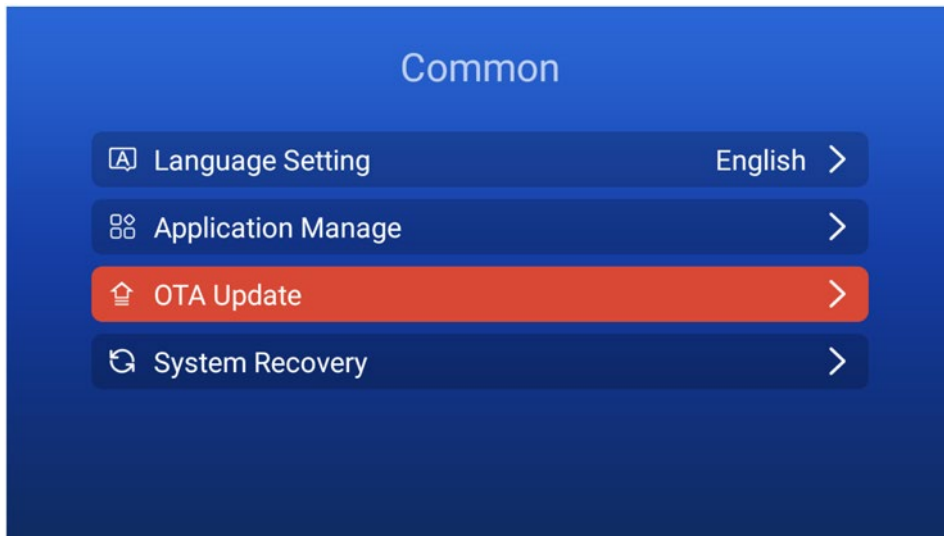 Common
Language Setting English
Application Manage
OTA Update
System Recovery